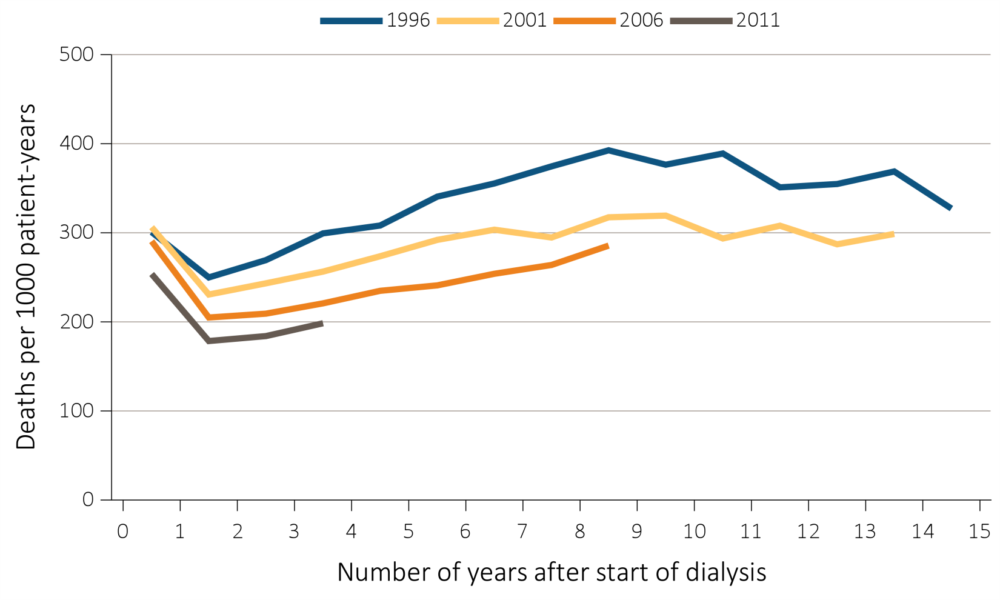 1996 2001 2006 2011
Deaths per 1000 patient-years
500
400
300
200
100
0
0 1 2 3 4 5 6 7 8 9 10 11 12 13 14 15
Number of years after start of dialysis